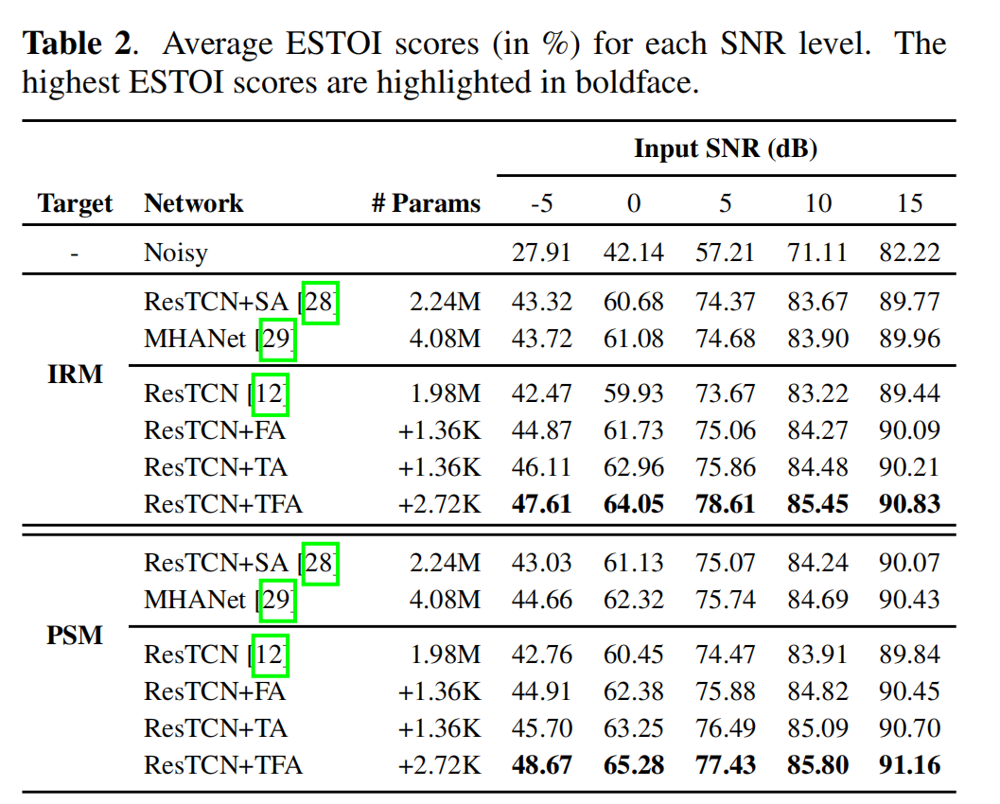 Table 2. Average ESTOI scores (in %) for each SNR level. The
highest ESTOI scores are highlighted in boldface.
Input SNR (dB)
Target Network # Params -5 0 5 10 15
- Noisy 27.91 42.14 57.21 71.11 82.22
ResTCN+SA [28] 2.24M 43.32 60.68 74.37 83.67 89.77
MHANet [29] 4.08M 43.72 61.08 74.68 83.90 89.96
IRM
ResTCN [12] 1.98M 42.47 59.93 73.67 83.22 89.44
ResTCN+FA +1.36K 44.87 61.73 75.06 84.27 90.09
ResTCN+TA +1.36K 46.11 62.96 75.86 84.48 90.21
ResTCN+TFA +2.72K 47.61 64.05 78.61 85.45 90.83
ResTCN+SA [28] 2.24M 43.03 61.13 75.07 84.24 90.07
MHANet [29] 4.08M 44.66 62.32 75.74 84.69 90.43
PSM
ResTCN [12] 1.98M 42.76 60.45 74.47 83.91 89.84
ResTCN+FA +1.36K 44.91 62.38 75.88 84.82 90.45
ResTCN+TA +1.36K 45.70 63.25 76.49 85.09 90.70
ResTCN+TFA +2.72K 48.67 65.28 77.43 85.80 91.16